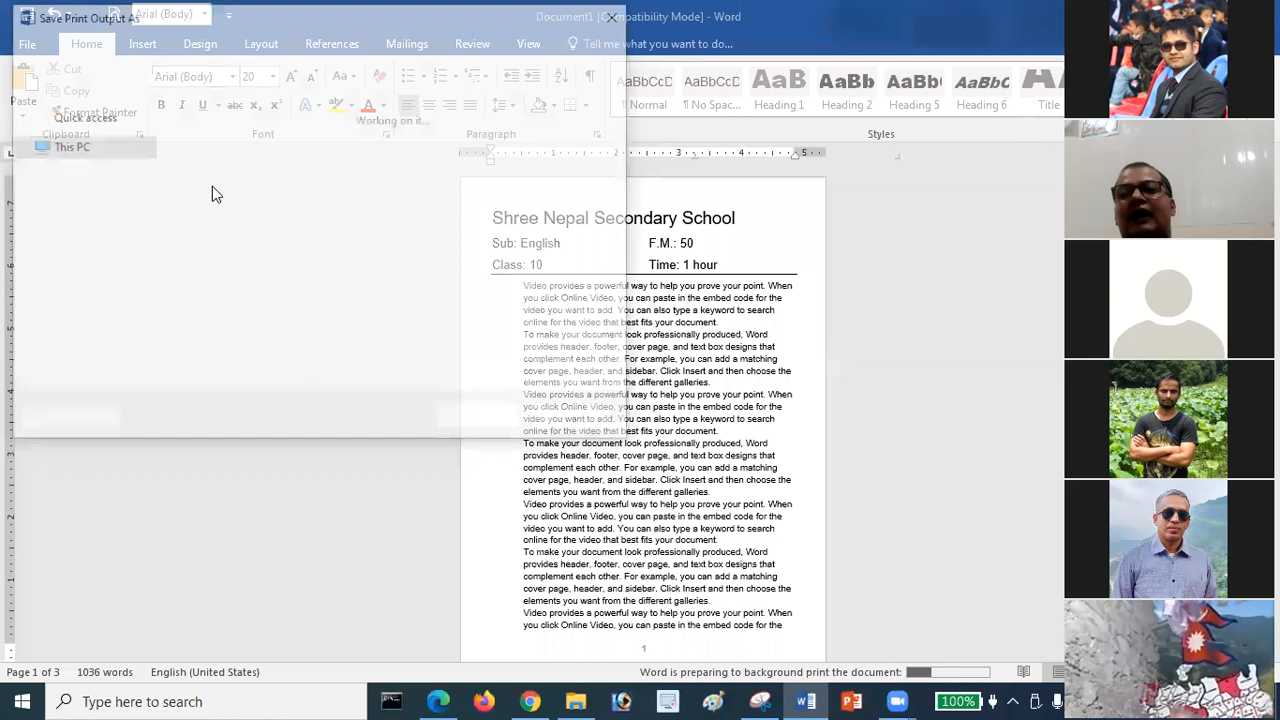 Save Print Output As
Arial (Body)
Document1 [Compatibility Mode] - Word
File Home Insert Design Layout References Mailings Review View Tell me what you want to do...
Cut
Copy
Format Painter
Paste
Clipboard
Arial (Body) 20
Aa
B I U abc x₂ x²
A
Font
Paragraph
AaBbCcD AaBbCcD AaB AaBbCc AaBbCcD AaBbCcD
Normal No Spac... Heading 1 Heading 5 Heading 6 Title
Styles
Quick access
Working on it...
This PC
1 2 3 4 5
Shree Nepal Secondary School
Sub: English F.M.: 50
Class: 10 Time: 1 hour
Video provides a powerful way to help you prove your point. When
you click Online Video, you can paste in the embed code for the
video you want to add. You can also type a keyword to search
online for the video that best fits your document.
To make your document look professionally produced, Word
provides header, footer, cover page, and text box designs that
complement each other. For example, you can add a matching
cover page, header, and sidebar. Click Insert and then choose the
elements you want from the different galleries.
Video provides a powerful way to help you prove your point. When
you click Online Video, you can paste in the embed code for the
video you want to add. You can also type a keyword to search
online for the video that best fits your document.
To make your document look professionally produced, Word
provides header, footer, cover page, and text box designs that
complement each other. For example, you can add a matching
cover page, header, and sidebar. Click Insert and then choose the
elements you want from the different galleries.
Video provides a powerful way to help you prove your point. When
you click Online Video, you can paste in the embed code for the
video you want to add. You can also type a keyword to search
online for the video that best fits your document.
To make your document look professionally produced, Word
provides header, footer, cover page, and text box designs that
complement each other. For example, you can add a matching
cover page, header, and sidebar. Click Insert and then choose the
elements you want from the different galleries.
Video provides a powerful way to help you prove your point. When
you click Online Video, you can paste in the embed code for the
1
Page 1 of 3 1036 words English (United States) Word is preparing to background print the document:
Type here to search
100%